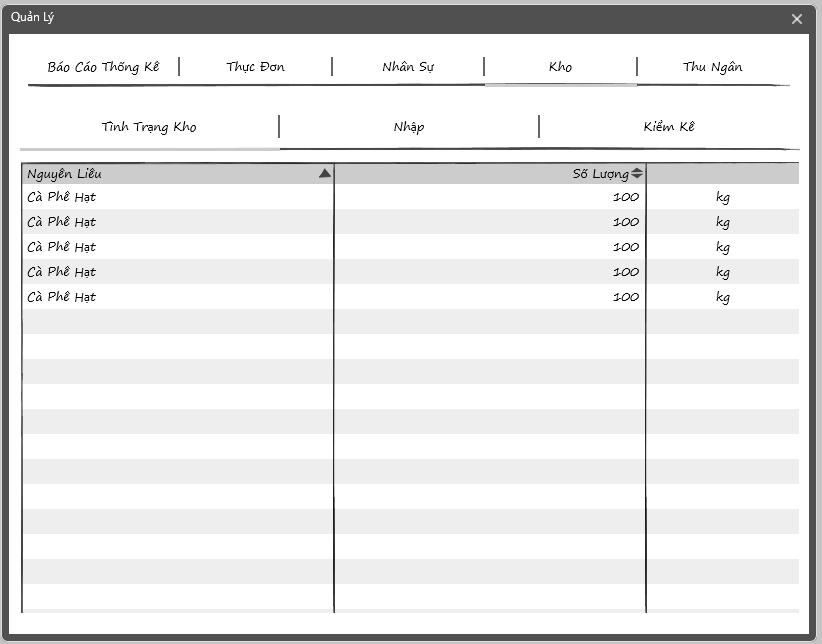 Quản Lý
Báo Cáo Thống Kê Thực Đơn Nhân Sự Kho Thu Ngân
Tình Trạng Kho Nhập Kiểm Kê
Nguyên Liêu Số Lượng
Cà Phê Hạt 100 kg
Cà Phê Hạt 100 kg
Cà Phê Hạt 100 kg
Cà Phê Hạt 100 kg
Cà Phê Hạt 100 kg